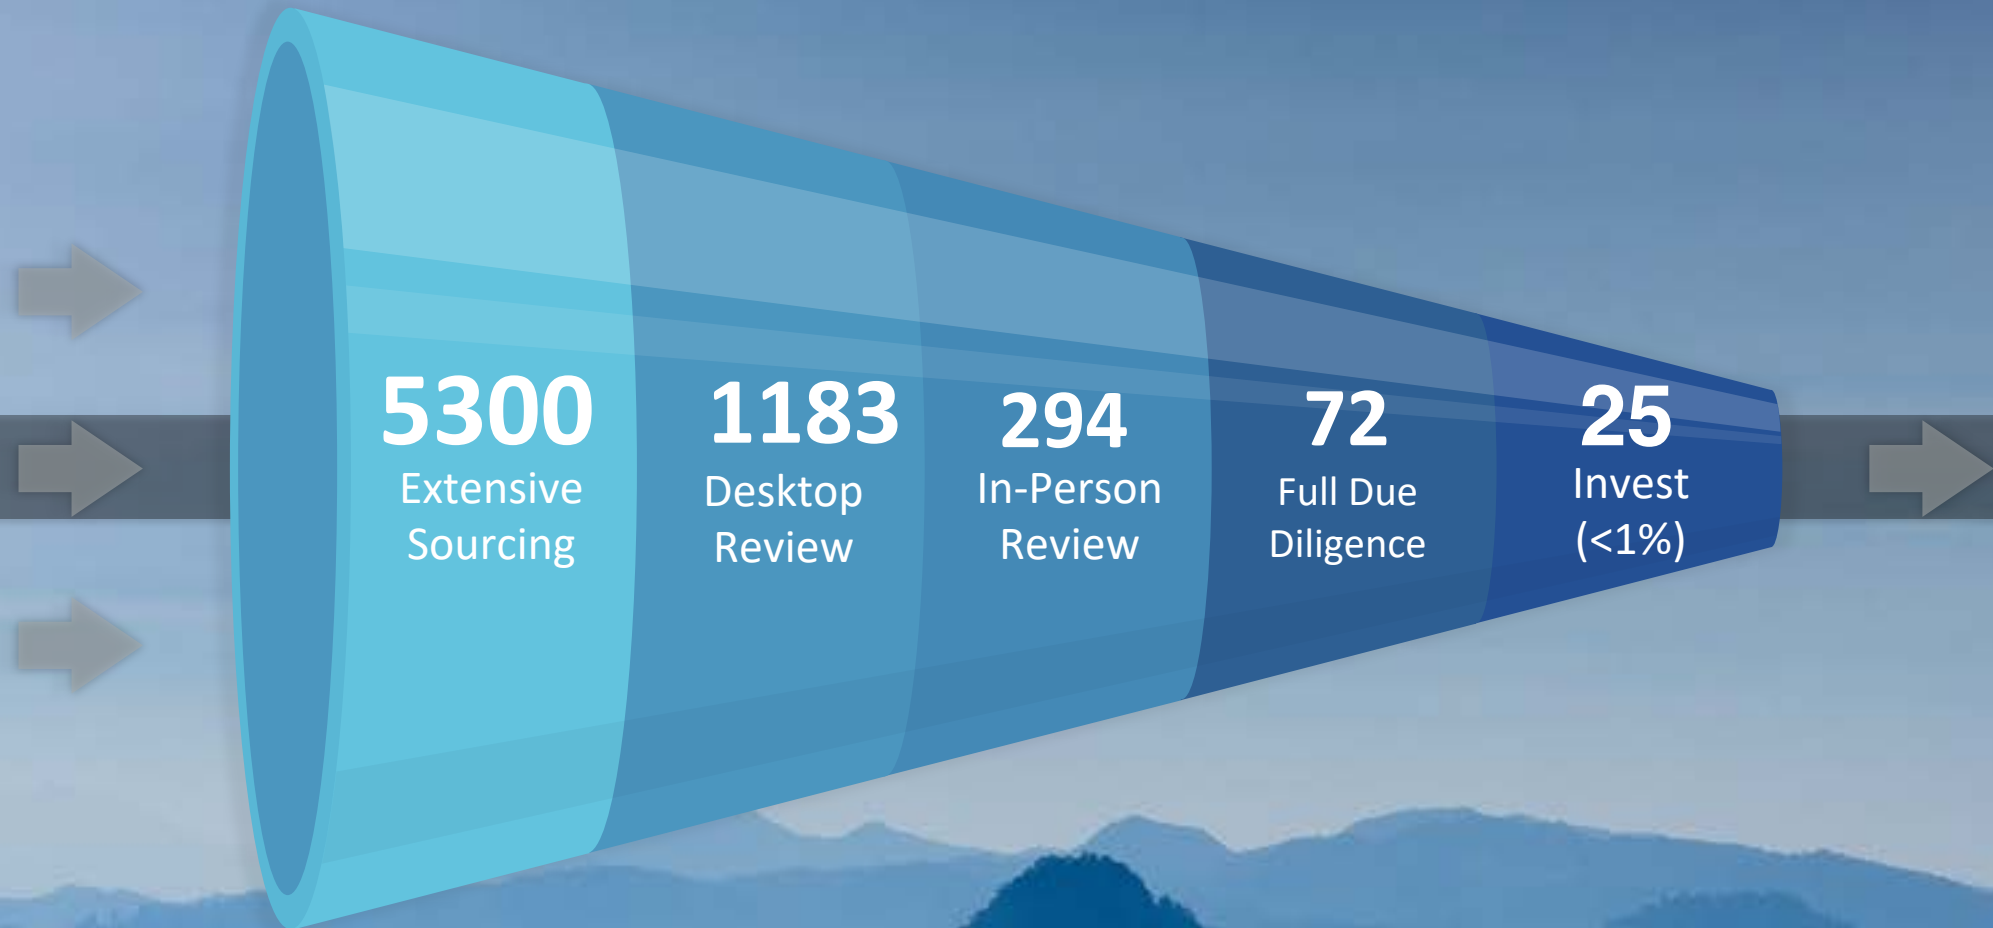 5300
Extensive
Sourcing
1183
Desktop
Review
294
In-Person
Review
72
Full Due
Diligence
25
Invest
(<1%)